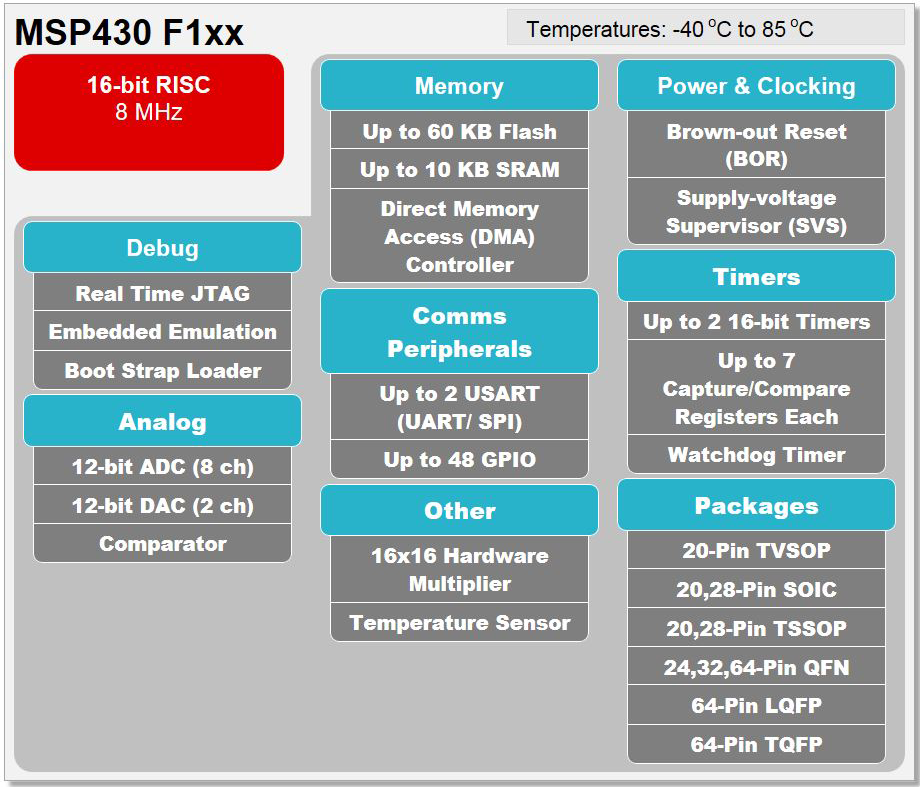 MSP430 F1xx
Temperatures: -40 °C to 85 °C
16-bit RISC
8 MHz
Debug
Real Time JTAG
Embedded Emulation
Boot Strap Loader
Analog
12-bit ADC (8 ch)
12-bit DAC (2 ch)
Comparator
Memory
Up to 60 KB Flash
Up to 10 KB SRAM
Direct Memory
Access (DMA)
Controller
Comms
Peripherals
Up to 2 USART
(UART/ SPI)
Up to 48 GPIO
Other
16x16 Hardware
Multiplier
Temperature Sensor
Power & Clocking
Brown-out Reset
(BOR)
Supply-voltage
Supervisor (SVS)
Timers
Up to 2 16-bit Timers
Up to 7
Capture/Compare
Registers Each
Watchdog Timer
Packages
20-Pin TVSOP
20,28-Pin SOIC
20,28-Pin TSSOP
24,32,64-Pin QFN
64-Pin LQFP
64-Pin TQFP